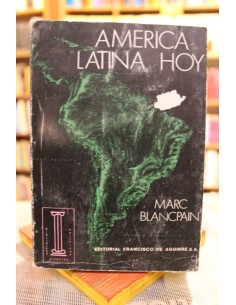 AMERICA
LATINA HOY
MARC
BLANCPAIN
EDITORIAL FRANCISCO DE AGUIRRE, S.A.